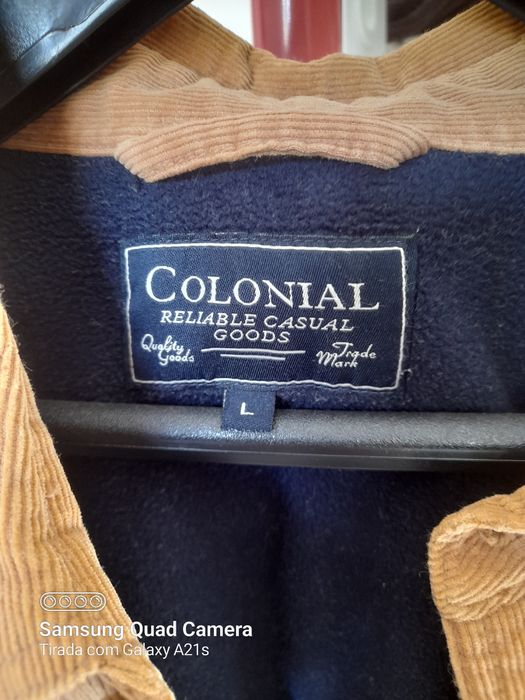 COLONIAL
RELIABLE CASUAL
GOODS
Quality Goods
Trade Mark
L
Samsung Quad Camera
Tirada com Galaxy A21s